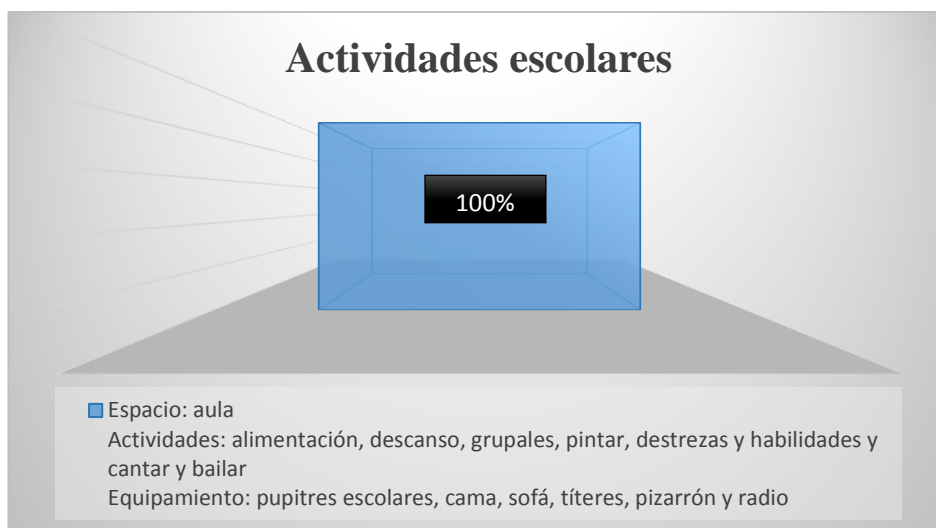 Actividades escolares
100%
Espacio: aula
Actividades: alimentación, descanso, grupales, pintar, destrezas y habilidades y
cantar y bailar
Equipamiento: pupitres escolares, cama, sofá, títeres, pizarrón y radio